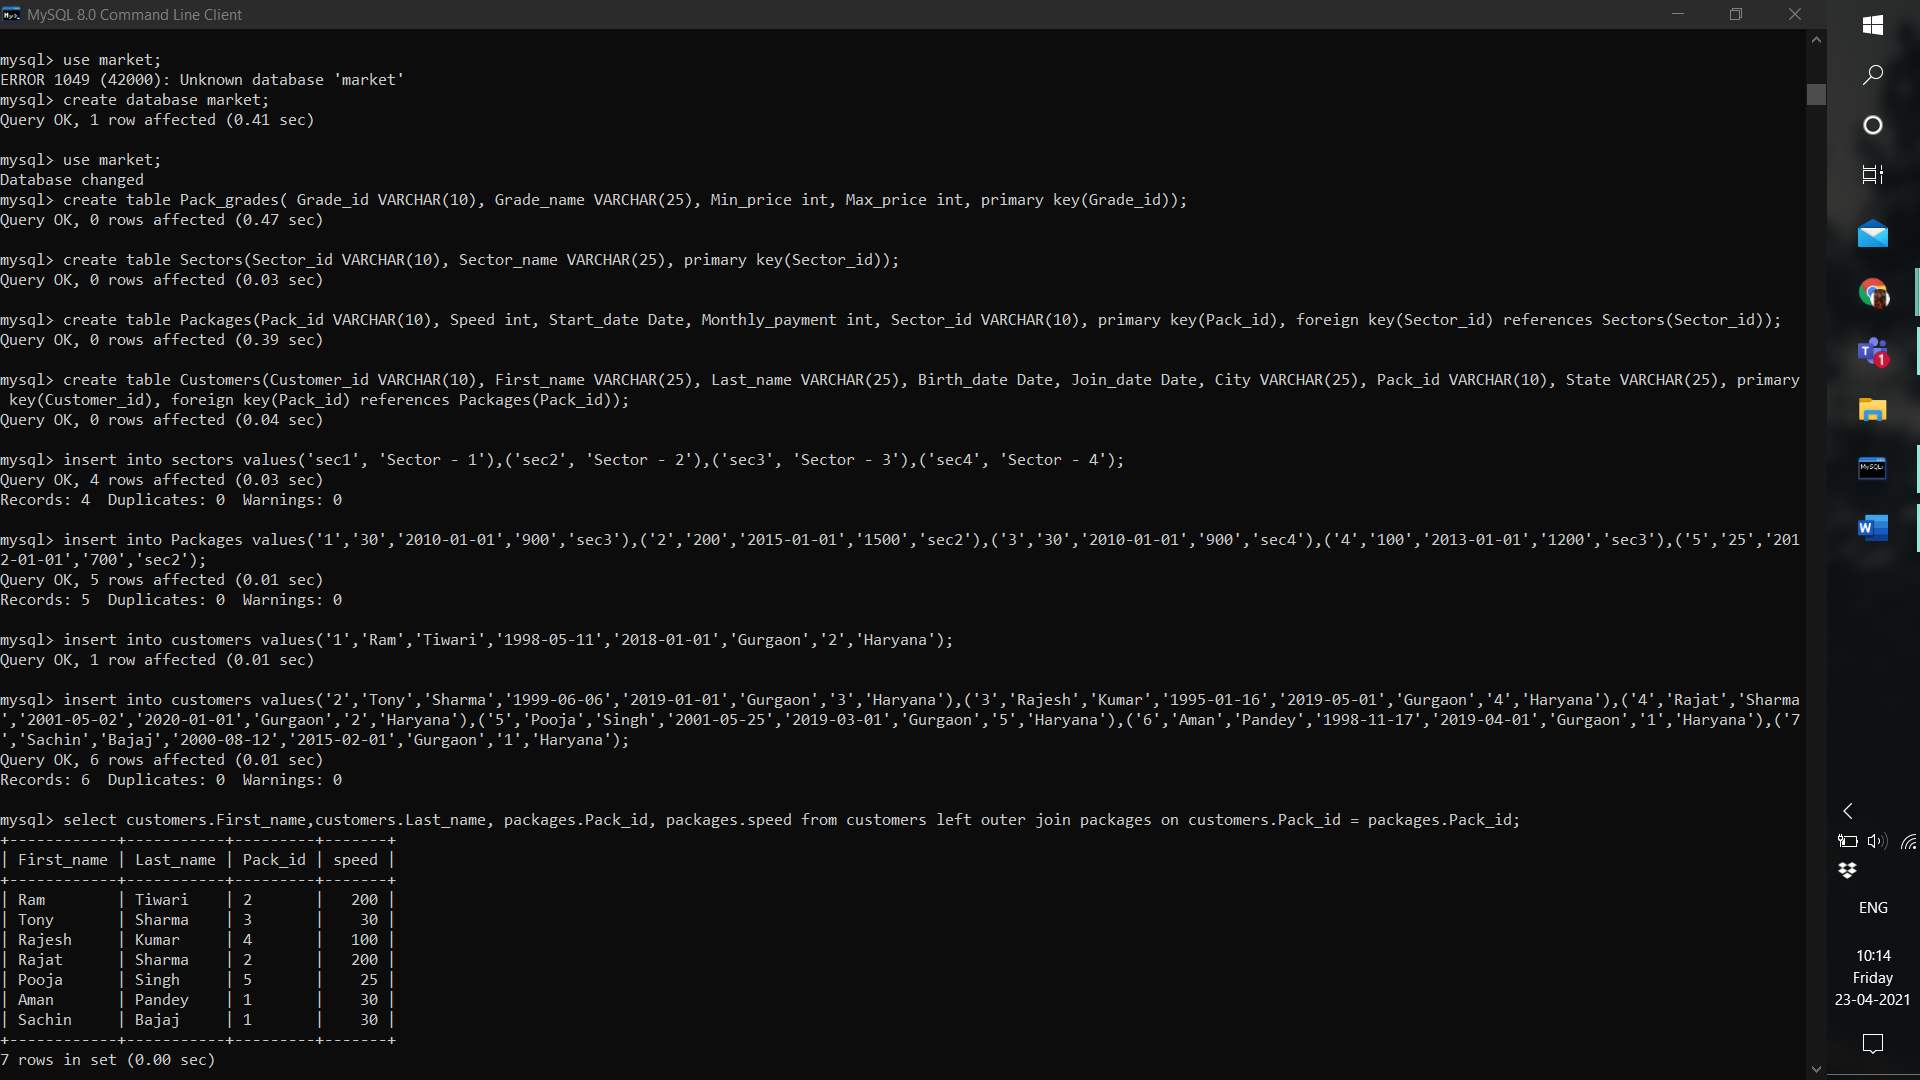 MySQL 8.0 Command Line Client
mysql> use market;
ERROR 1049 (42000): Unknown database 'market'
mysql> create database market;
Query OK, 1 row affected (0.41 sec)
mysql> use market;
Database changed
mysql> create table Pack_grades( Grade_id VARCHAR(10), Grade_name VARCHAR(25), Min_price int, Max_price int, primary key(Grade_id));
Query OK, 0 rows affected (0.47 sec)
mysql> create table Sectors(Sector_id VARCHAR(10), Sector_name VARCHAR(25), primary key(Sector_id));
Query OK, 0 rows affected (0.03 sec)
mysql> create table Packages(Pack_id VARCHAR(10), Speed int, Start_date Date, Monthly_payment int, Sector_id VARCHAR(10), primary key(Pack_id), foreign key(Sector_id) references Sectors(Sector_id));
Query OK, 0 rows affected (0.39 sec)
mysql> create table Customers(Customer_id VARCHAR(10), First_name VARCHAR(25), Last_name VARCHAR(25), Birth_date Date, Join_date Date, City VARCHAR(25), Pack_id VARCHAR(10), State VARCHAR(25), primary
 key(Customer_id), foreign key(Pack_id) references Packages(Pack_id));
Query OK, 0 rows affected (0.04 sec)
mysql> insert into sectors values('sec1', 'Sector - 1'),('sec2', 'Sector - 2'),('sec3', 'Sector - 3'),('sec4', 'Sector - 4');
Query OK, 4 rows affected (0.03 sec)
Records: 4  Duplicates: 0  Warnings: 0
mysql> insert into Packages values('1','30','2010-01-01','900','sec3'),('2','200','2015-01-01','1500','sec2'),('3','30','2010-01-01','900','sec4'),('4','100','2013-01-01','1200','sec3'),('5','25','201
2-01-01','700','sec2');
Query OK, 5 rows affected (0.01 sec)
Records: 5  Duplicates: 0  Warnings: 0
mysql> insert into customers values('1','Ram','Tiwari','1998-05-11','2018-01-01','Gurgaon','2','Haryana');
Query OK, 1 row affected (0.01 sec)
mysql> insert into customers values('2','Tony','Sharma','1999-06-06','2019-01-01','Gurgaon','3','Haryana'),('3','Rajesh','Kumar','1995-01-16','2019-05-01','Gurgaon','4','Haryana'),('4','Rajat','Sharma
','2001-05-02','2020-01-01','Gurgaon','2','Haryana'),('5','Pooja','Singh','2001-05-25','2019-03-01','Gurgaon','5','Haryana'),('6','Aman','Pandey','1998-11-17','2019-04-01','Gurgaon','1','Haryana'),('7
','Sachin','Bajaj','2000-08-12','2015-02-01','Gurgaon','1','Haryana');
Query OK, 6 rows affected (0.01 sec)
Records: 6  Duplicates: 0  Warnings: 0
mysql> select customers.First_name,customers.Last_name, packages.Pack_id, packages.speed from customers left outer join packages on customers.Pack_id = packages.Pack_id;
+------------+-----------+---------+-------+
| First_name | Last_name | Pack_id | speed |
+------------+-----------+---------+-------+
| Ram        | Tiwari    | 2       |   200 |
| Tony       | Sharma    | 3       |    30 |
| Rajesh     | Kumar     | 4       |   100 |
| Rajat      | Sharma    | 2       |   200 |
| Pooja      | Singh     | 5       |    25 |
| Aman       | Pandey    | 1       |    30 |
| Sachin     | Bajaj     | 1       |    30 |
+------------+-----------+---------+-------+
7 rows in set (0.00 sec)
T 1
MySQL
W
ENG
10:14
Friday
23-04-2021